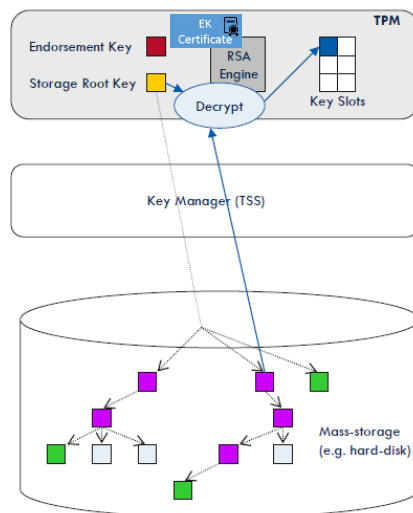 TPM
EK
Certificate
Endorsement Key
RSA
Engine
Storage Root Key
Decrypt
Key Slots
Key Manager (TSS)
Mass-storage
(e.g. hard-disk)